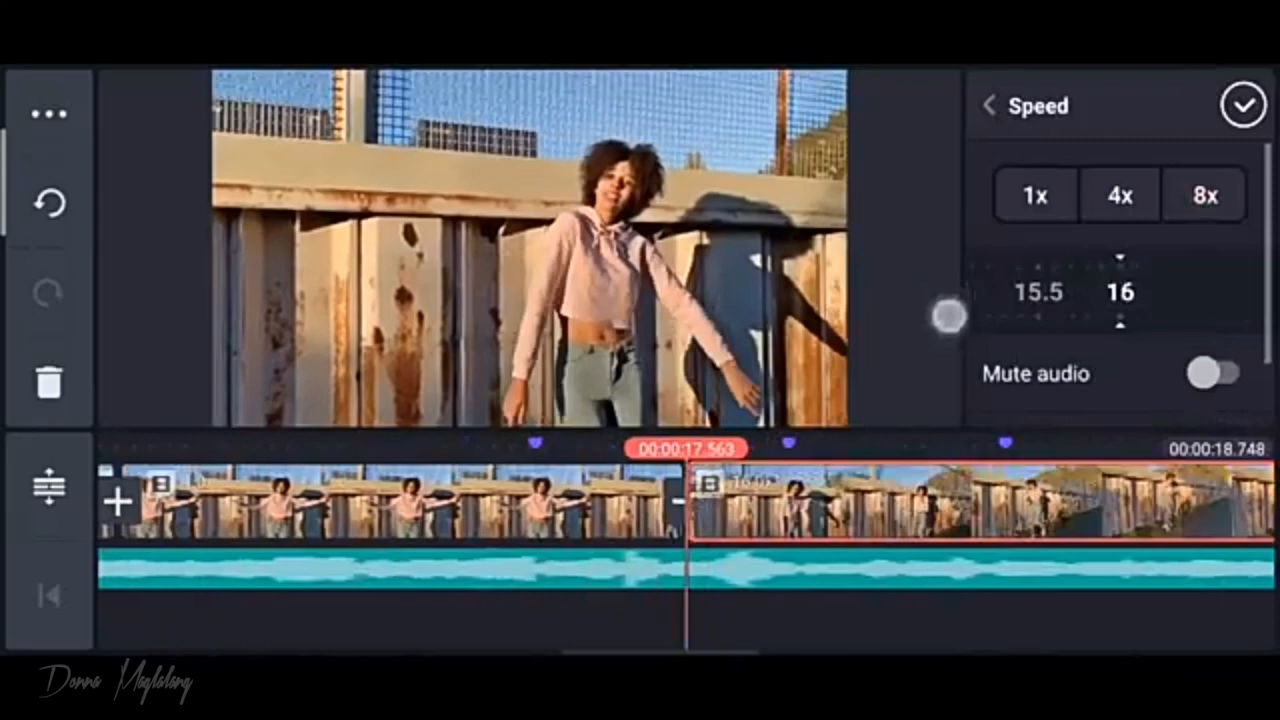 Speed
1x 4x 8x
15.5 16
Mute audio
00:00:17.563
00:00:18.748
Donna Maglalang